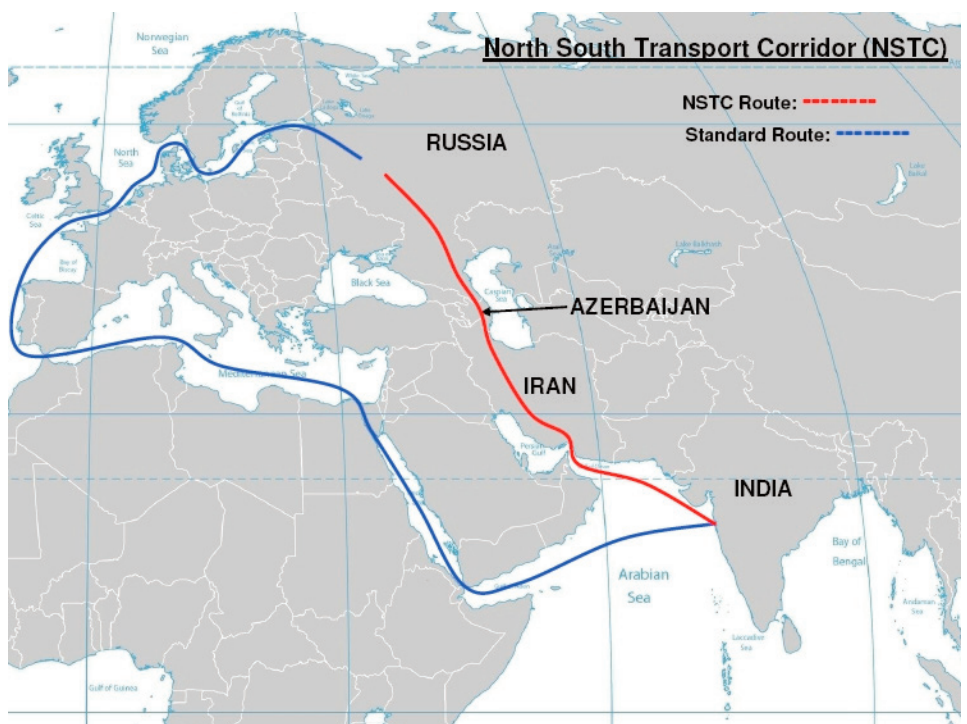 Norwegian
Sea
North South Transport Corridor (NSTC)
NSTC Route:
Standard Route:
RUSSIA
North
Sea
Celtic
Sea
Bay of
Biscay
Lake
Baikal
Lake Balkhash
Aral
Sea
Black Sea
Caspian
Sea
AZERBAIJAN
Mediterranean Sea
IRAN
Persian
Gulf
INDIA
Bay of
Bengal
Arabian
Sea
Andaman
Sea
Laccadive
Sea
Gulf of Guinea